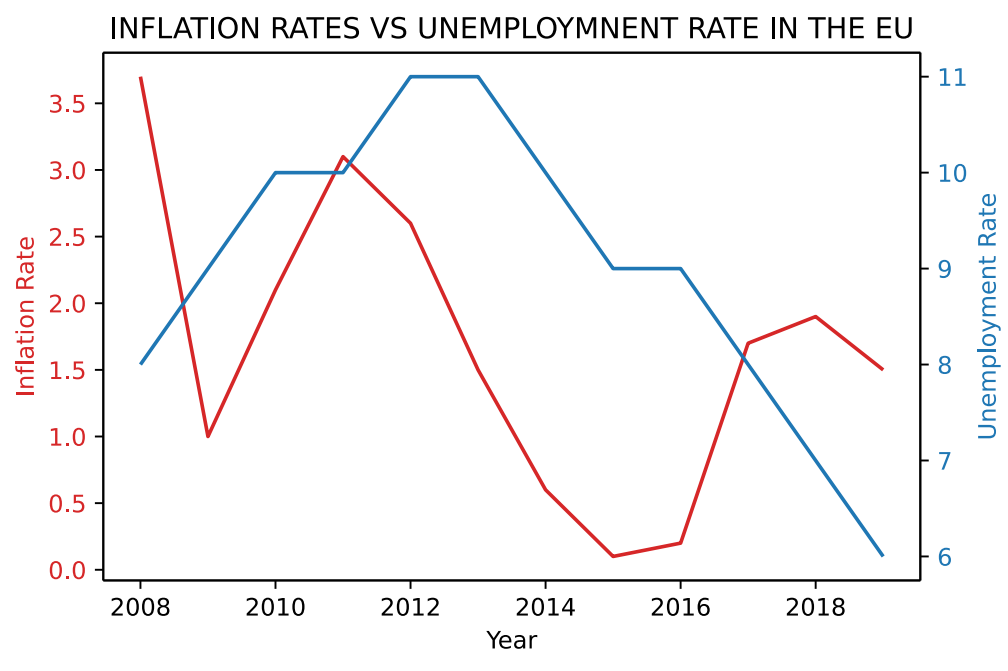 INFLATION RATES VS UNEMPLOYMNENT RATE IN THE EU
Inflation Rate
3.5
3.0
2.5
2.0
1.5
1.0
0.5
0.0
11
10
9
8
7
6
Unemployment Rate
2008 2010 2012 2014 2016 2018
Year